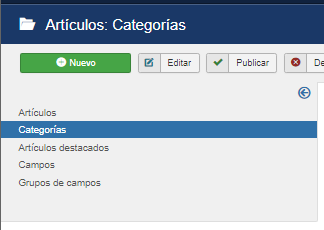 Artículos: Categorías
Nuevo Editar Publicar
Artículos
Categorías
Artículos destacados
Campos
Grupos de campos